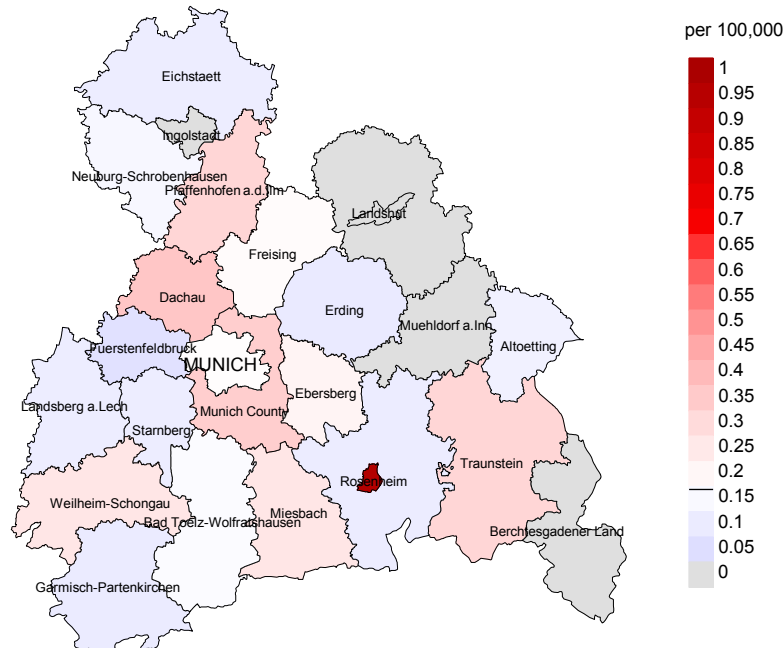 per 100,000
1
0.95
0.9
0.85
0.8
0.75
0.7
0.65
0.6
0.55
0.5
0.45
0.4
0.35
0.3
0.25
0.2
0.15
0.1
0.05
0
Eichstaett
Ingolstadt
Neuburg-Schrobenhausen
Pfaffenhofen a.d.Ilm
Landshut
Freising
Dachau
Erding
Muehldorf a.Inn
Altoetting
Fuerstenfeldbruck
MUNICH
Ebersberg
Landsberg a.Lech
Munich County
Starnberg
Traunstein
Rosenheim
Weilheim-Schongau
Miesbach
Bad Toelz-Wolfratshausen
Berchtesgadener Land
Garmisch-Partenkirchen